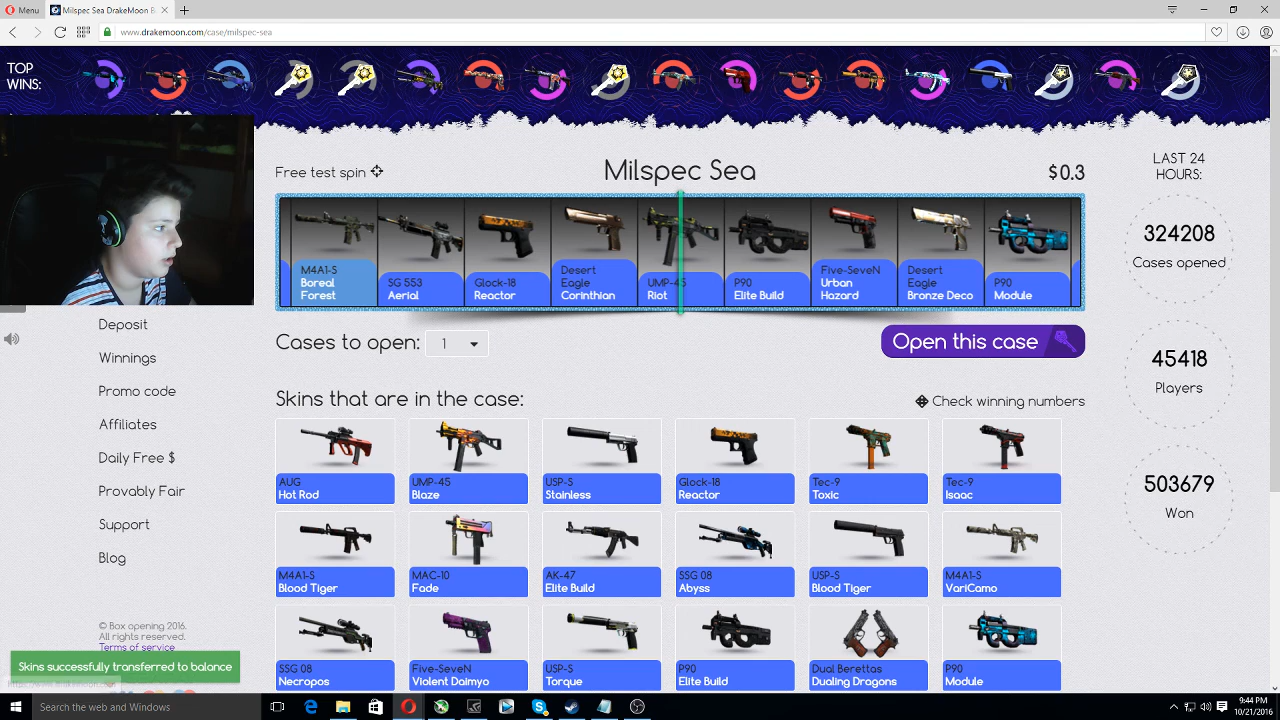 Menu
Milspec Sea DrakeMoon B
www.drakemoon.com/case/milspec-sea
TOP
WINS:
Free test spin
Milspec Sea
$0.3
M4A1-S
Boreal
Forest
SG 553
Aerial
Glock-18
Reactor
Desert
Eagle
Corinthian
UMP-45
Riot
P90
Elite Build
Five-SeveN
Urban
Hazard
Desert
Eagle
Bronze Deco
P90
Module
Cases to open:
1
Open this case
Skins that are in the case:
Check winning numbers
AUG
Hot Rod
UMP-45
Blaze
USP-S
Stainless
Glock-18
Reactor
Tec-9
Toxic
Tec-9
Isaac
M4A1-S
Blood Tiger
MAC-10
Fade
AK-47
Elite Build
SSG 08
Abyss
USP-S
Blood Tiger
M4A1-S
VariCamo
SSG 08
Necropos
Five-SeveN
Violent Daimyo
USP-S
Torque
P90
Elite Build
Dual Berettas
Dualing Dragons
P90
Module
LAST 24
HOURS:
324208
Cases opened
45418
Players
503679
Won
Deposit
Winnings
Promo code
Affiliates
Daily Free $
Provably Fair
Support
Blog
© Box opening 2016.
All rights reserved.
Terms of service
Skins successfully transferred to balance
Search the web and Windows
9:44 PM
10/21/2016